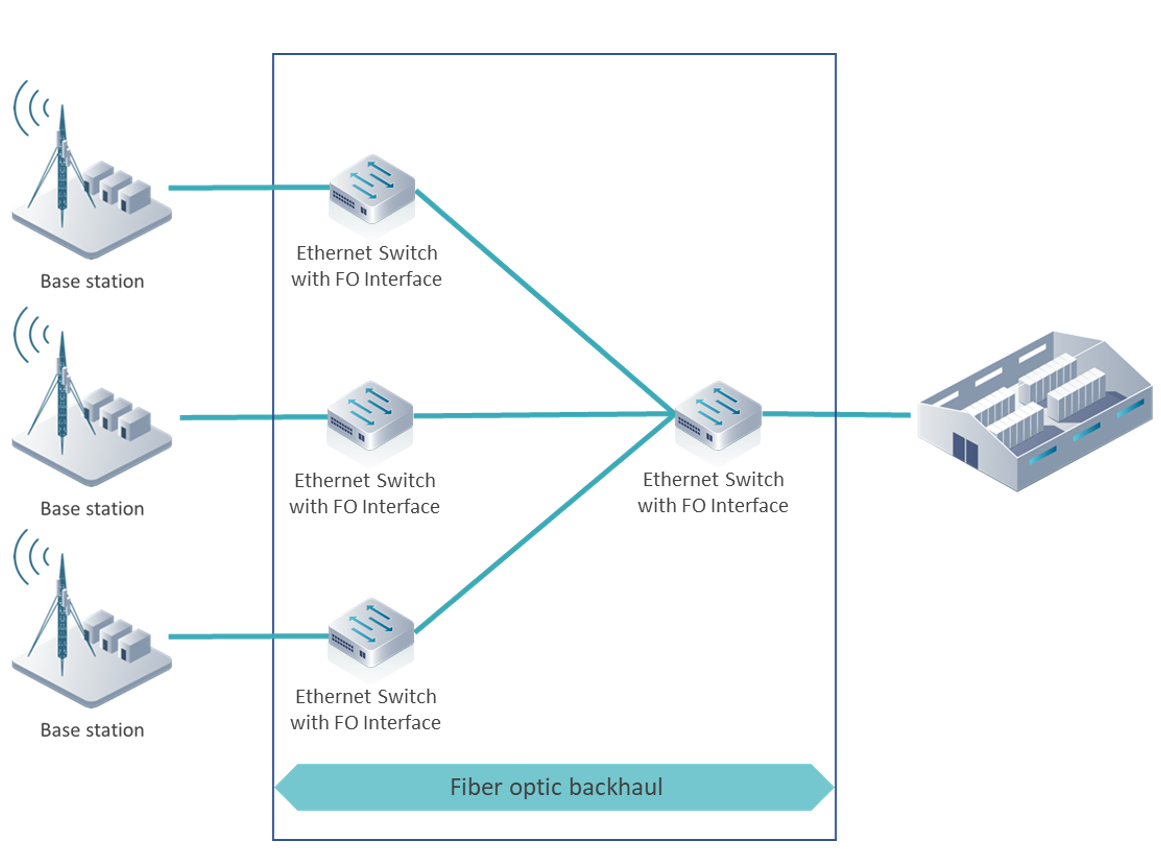 Ethernet Switch
with FO Interface
Base station
Ethernet Switch
with FO Interface
Ethernet Switch
with FO Interface
Base station
Ethernet Switch
with FO Interface
Base station
Fiber optic backhaul